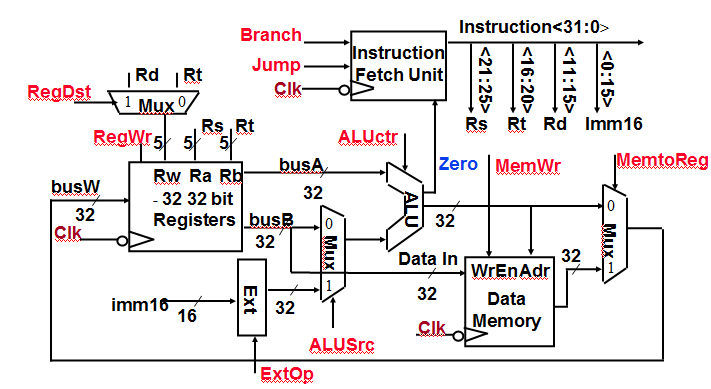 Branch
Instruction<31:0>
Instruction
Fetch Unit
Jump
Clk
<21:25>
<16:20>
<11:15>
<0:15>
Rs
Rt
Rd
Imm16
Rd
Rt
RegDst
1 Mux 0
RegWr
5
5
5
Rs
Rt
ALUctr
Zero
MemWr
MemtoReg
busW
32
Rw Ra Rb
- 32 32 bit
Registers
Clk
busA
32
busB
32
0
Mux
1
ALU
32
0
Mux
1
Data In
32
WrEnAdr
Data
Memory
32
Clk
imm16
16
Ext
32
ALUSrc
ExtOp